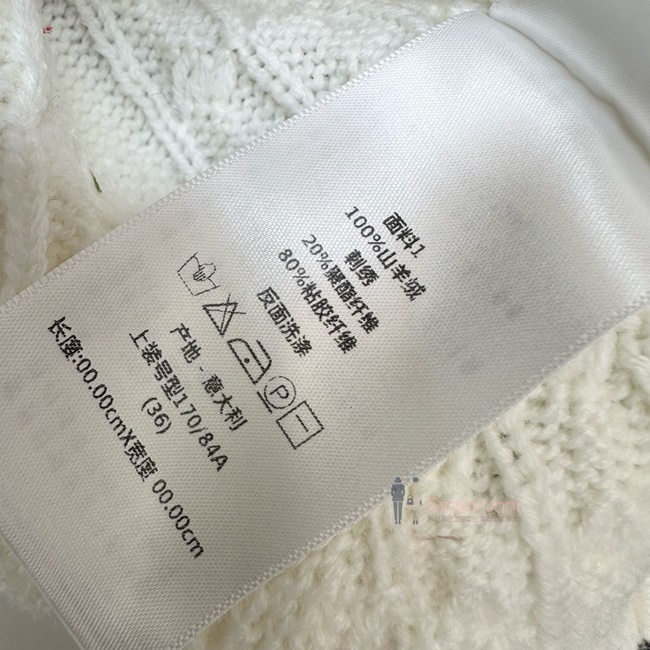 面料1
100%山羊绒
刺绣
20%聚酯纤维
80%粘胶纤维
反面洗涤
P
产地 - 意大利
上装号型170/84A
(36)
长度:00.00cmX宽度 00.00cm